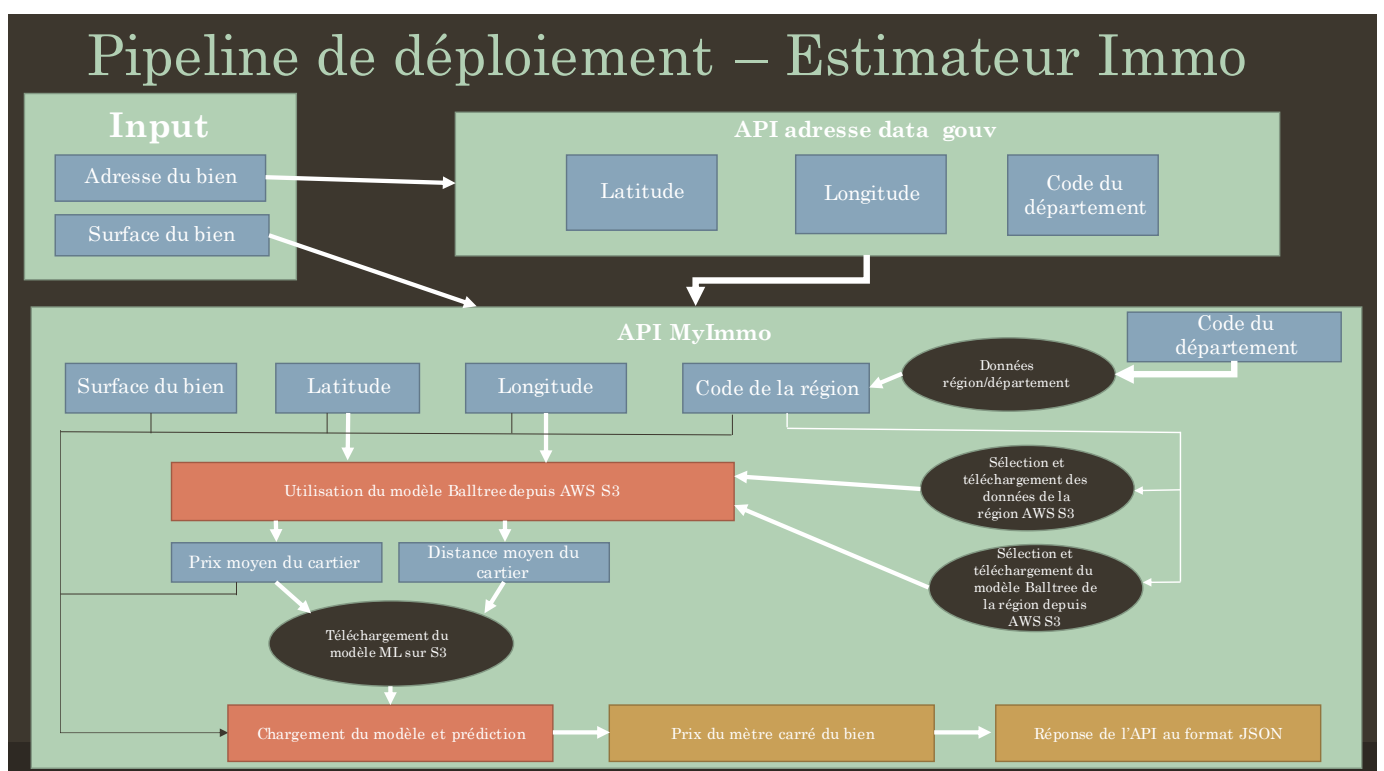 Pipeline de déploiement – Estimateur Immo
Input
Adresse du bien
Surface du bien
API adresse data gouv
Latitude
Longitude
Code du
département
API MyImmo
Code du
département
Données
région/département
Surface du bien
Latitude
Longitude
Code de la région
Utilisation du modèle Balltree depuis AWS S3
Sélection et
téléchargement des
données de la
région AWS S3
Prix moyen du cartier
Distance moyen du
cartier
Sélection et
téléchargement du
modèle Balltree de
la région depuis
AWS S3
Téléchargement du
modèle ML sur S3
Chargement du modèle et prédiction
Prix du mètre carré du bien
Réponse de l'API au format JSON